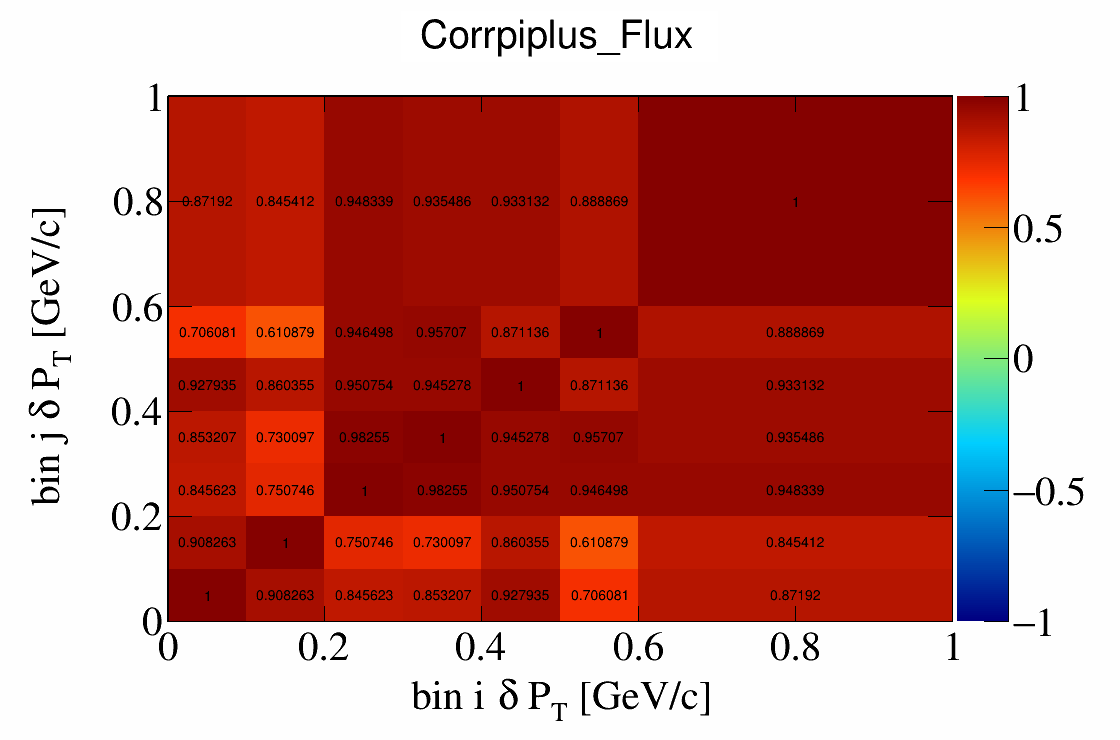 Corrpiplus_Flux
1
0.87192 0.845412 0.948339 0.935486 0.933132 0.888869 1
0.8
0.6
0.706081 0.610879 0.946498 0.95707 0.871136 1 0.888869
0.927935 0.860355 0.950754 0.945278 1 0.871136 0.933132
0.4
0.853207 0.730097 0.98255 1 0.945278 0.95707 0.935486
0.845623 0.750746 1 0.98255 0.950754 0.946498 0.948339
0.2
0.908263 1 0.750746 0.730097 0.860355 0.610879 0.845412
1 0.908263 0.845623 0.853207 0.927935 0.706081 0.87192
0
0 0.2 0.4 0.6 0.8 1
bin i δ P_T [GeV/c]
bin j δ P_T [GeV/c]
1
0.5
0
−0.5
−1